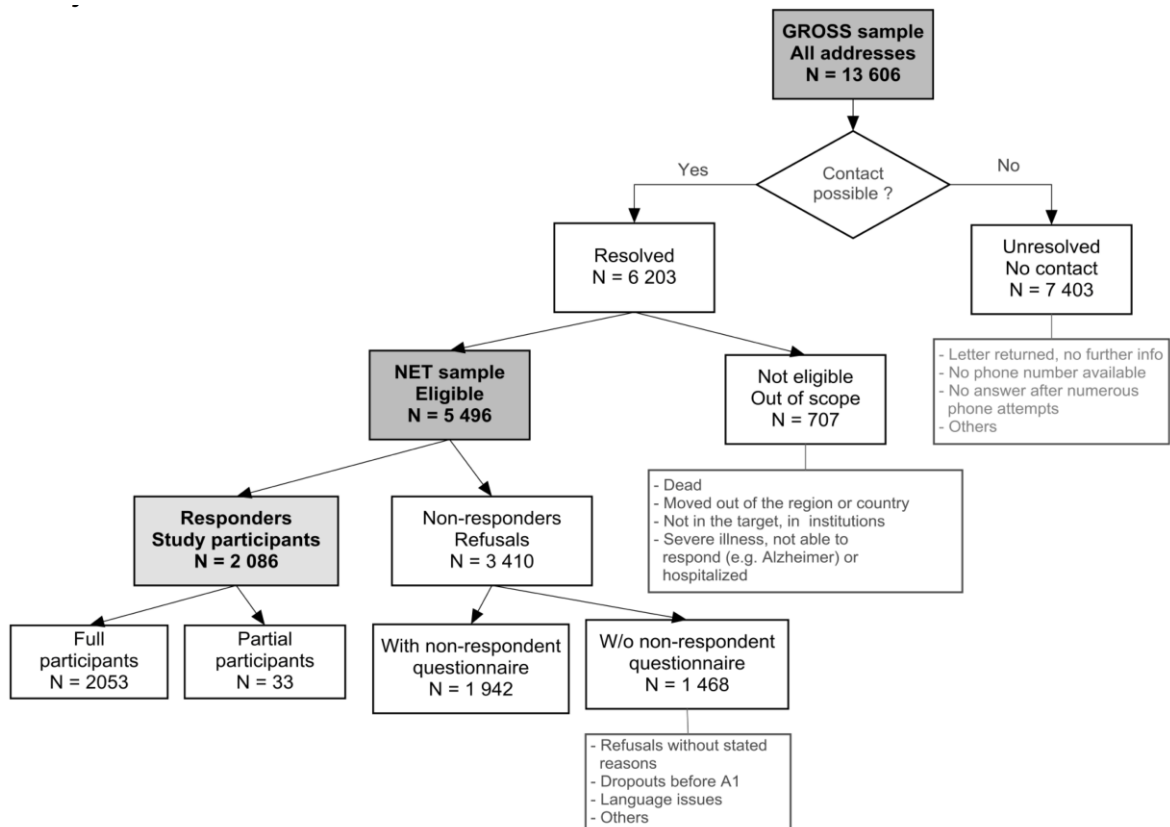 GROSS sample
All addresses
N = 13 606
Contact
possible ?
Yes
No
Resolved
N = 6 203
Unresolved
No contact
N = 7 403
- Letter returned, no further info
- No phone number available
- No answer after numerous
phone attempts
- Others
NET sample
Eligible
N = 5 496
Not eligible
Out of scope
N = 707
- Dead
- Moved out of the region or country
- Not in the target, in institutions
- Severe illness, not able to
respond (e.g. Alzheimer) or
hospitalized
Responders
Study participants
N = 2 086
Non-responders
Refusals
N = 3 410
Full
participants
N = 2053
Partial
participants
N = 33
With non-respondent
questionnaire
N = 1 942
W/o non-respondent
questionnaire
N = 1 468
- Refusals without stated
reasons
- Dropouts before A1
- Language issues
- Others